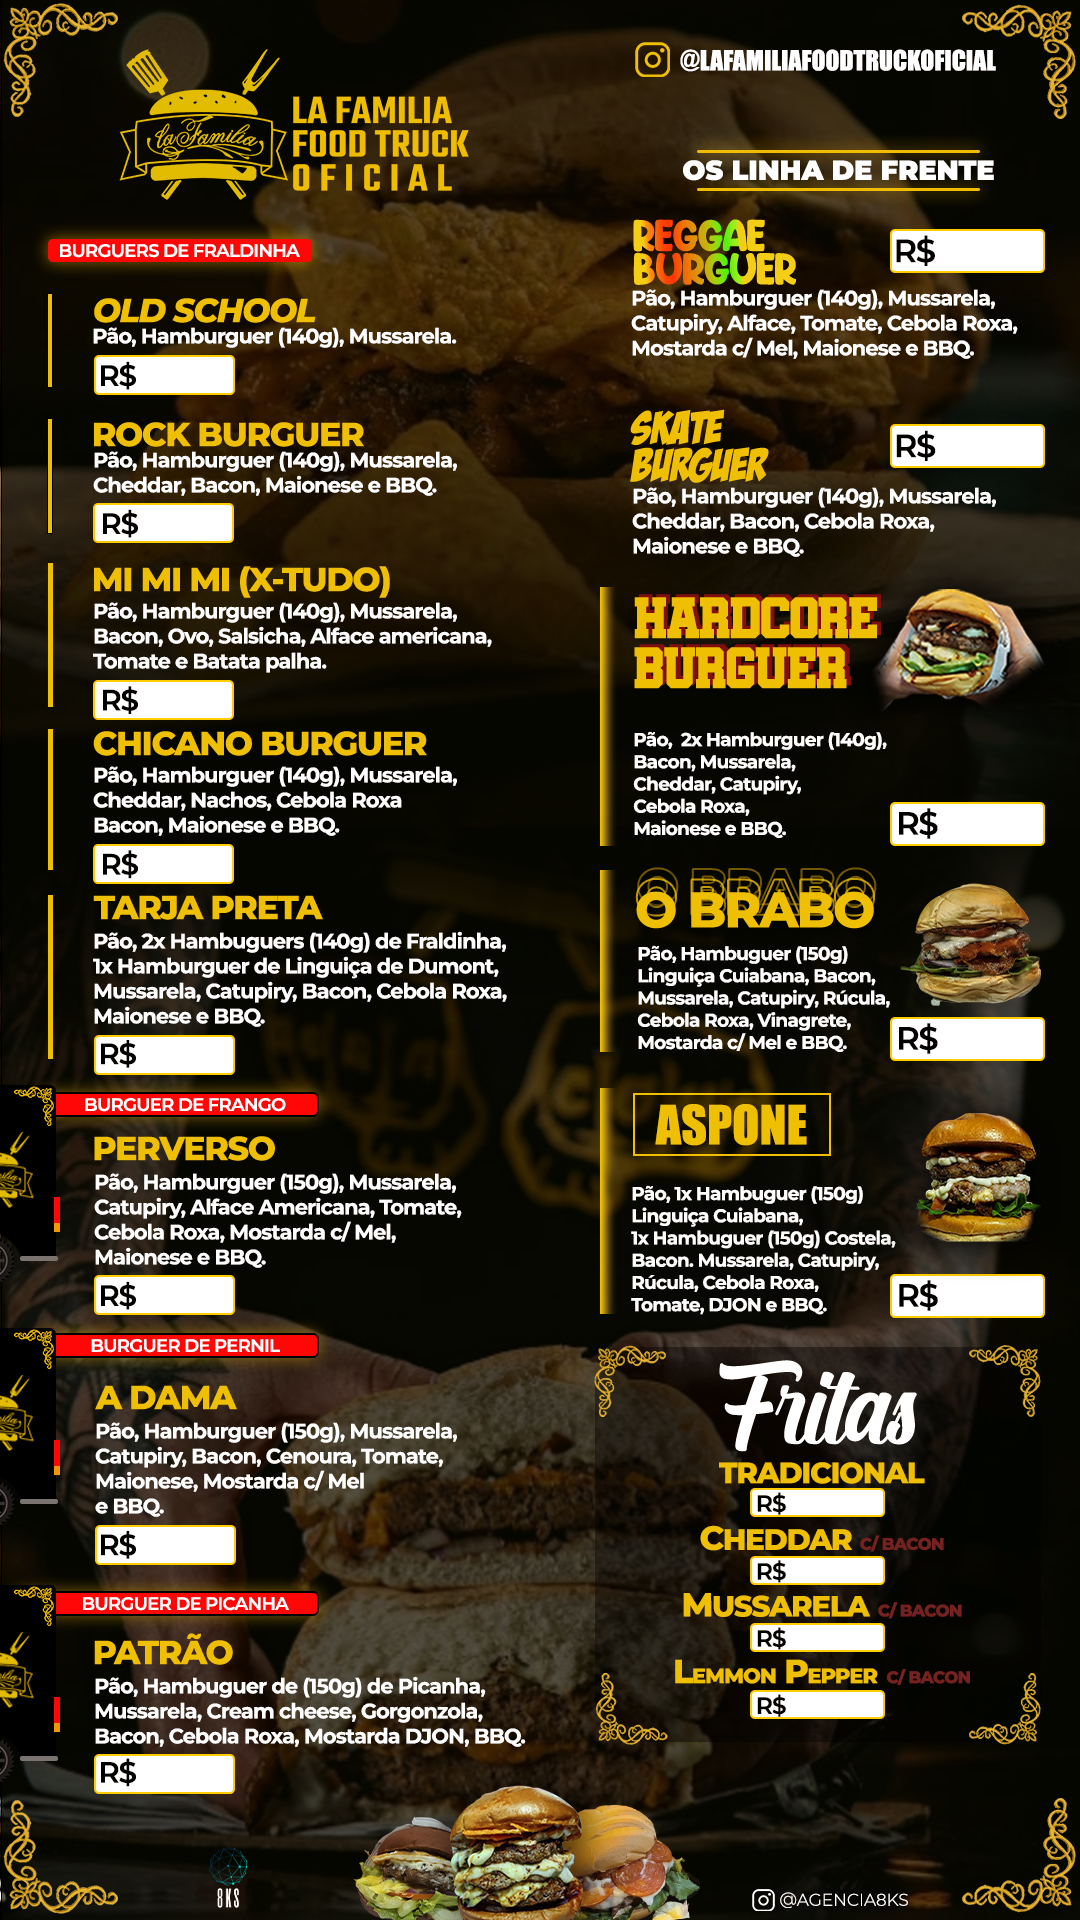 la Familia
LA FAMILIA
FOOD TRUCK
OFICIAL
@LAFAMILIAFOODTRUCKOFICIAL
BURGUERS DE FRALDINHA
OLD SCHOOL
Pão, Hamburguer (140g), Mussarela.
R$
ROCK BURGUER
Pão, Hamburguer (140g), Mussarela,
Cheddar, Bacon, Maionese e BBQ.
R$
MI MI MI (X-TUDO)
Pão, Hamburguer (140g), Mussarela,
Bacon, Ovo, Salsicha, Alface americana,
Tomate e Batata palha.
R$
CHICANO BURGUER
Pão, Hamburguer (140g), Mussarela,
Cheddar, Nachos, Cebola Roxa
Bacon, Maionese e BBQ.
R$
TARJA PRETA
Pão, 2x Hambuguers (140g) de Fraldinha,
1x Hamburguer de Linguiça de Dumont,
Mussarela, Catupiry, Bacon, Cebola Roxa,
Maionese e BBQ.
R$
BURGUER DE FRANGO
PERVERSO
Pão, Hamburguer (150g), Mussarela,
Catupiry, Alface Americana, Tomate,
Cebola Roxa, Mostarda c/ Mel,
Maionese e BBQ.
R$
BURGUER DE PERNIL
A DAMA
Pão, Hamburguer (150g), Mussarela,
Catupiry, Bacon, Cenoura, Tomate,
Maionese, Mostarda c/ Mel
e BBQ.
R$
BURGUER DE PICANHA
PATRÃO
Pão, Hambuguer de (150g) de Picanha,
Mussarela, Cream cheese, Gorgonzola,
Bacon, Cebola Roxa, Mostarda DJON, BBQ.
R$
OS LINHA DE FRENTE
REGGAE
BURGUER
R$
Pão, Hamburguer (140g), Mussarela,
Catupiry, Alface, Tomate, Cebola Roxa,
Mostarda c/ Mel, Maionese e BBQ.
SKATE
BURGUER
R$
Pão, Hamburguer (140g), Mussarela,
Cheddar, Bacon, Cebola Roxa,
Maionese e BBQ.
HARDCORE
BURGUER
Pão, 2x Hamburguer (140g),
Bacon, Mussarela,
Cheddar, Catupiry,
Cebola Roxa,
Maionese e BBQ.
R$
O BRABO
Pão, Hambuguer (150g)
Linguiça Cuiabana, Bacon,
Mussarela, Catupiry, Rúcula,
Cebola Roxa, Vinagrete,
Mostarda c/ Mel e BBQ.
R$
ASPONE
Pão, 1x Hambuguer (150g)
Linguiça Cuiabana,
1x Hambuguer (150g) Costela,
Bacon. Mussarela, Catupiry,
Rúcula, Cebola Roxa,
Tomate, DJON e BBQ.
R$
Fritas
TRADICIONAL
R$
CHEDDAR C/ BACON
R$
MUSSARELA C/ BACON
R$
LEMMON PEPPER C/ BACON
R$
8KS
@AGENCIA8KS